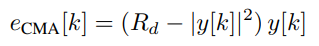 e_CMA[k] = (R_d − |y[k]|²) y[k]